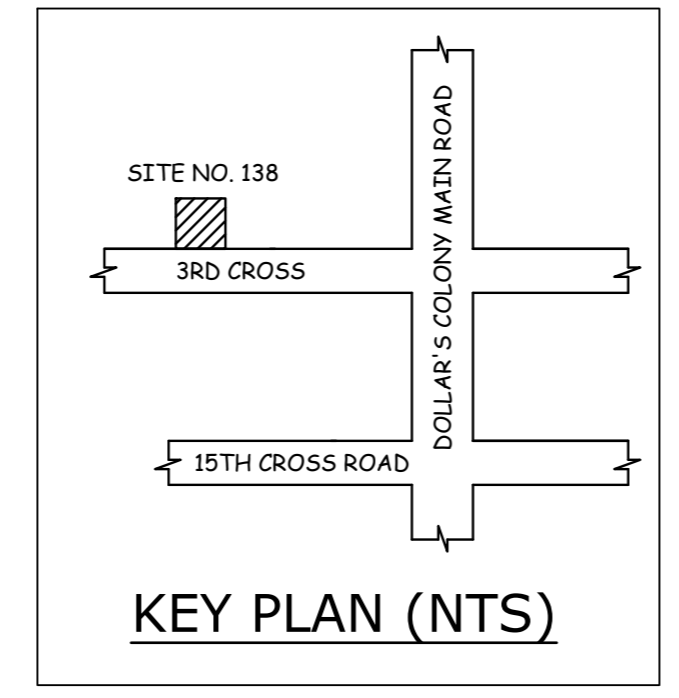 SITE NO. 138
3RD CROSS
DOLLAR'S COLONY MAIN ROAD
15TH CROSS ROAD
KEY PLAN (NTS)